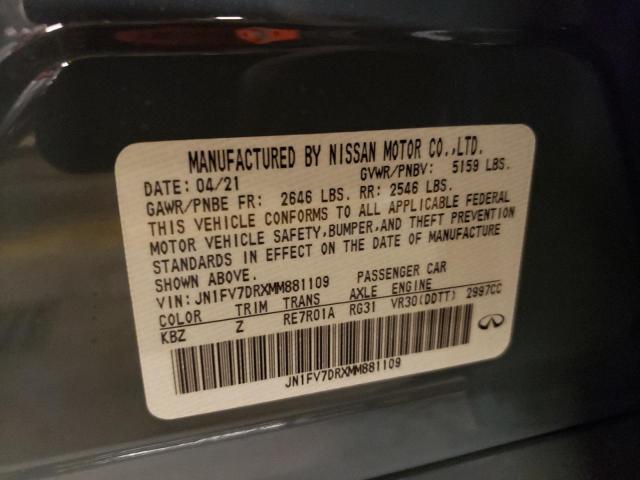 MANUFACTURED BY NISSAN MOTOR CO.,LTD.
DATE: 04/21 GVWR/PNBV: 5159 LBS.
GAWR/PNBE FR: 2646 LBS. RR: 2546 LBS.
THIS VEHICLE CONFORMS TO ALL APPLICABLE FEDERAL
MOTOR VEHICLE SAFETY,BUMPER,AND THEFT PREVENTION
STANDARDS IN EFFECT ON THE DATE OF MANUFACTURE
SHOWN ABOVE.
VIN: JN1FV7DRXMM881109 PASSENGER CAR
COLOR TRIM TRANS AXLE ENGINE
KBZ Z RE7R01A RG31 VR30(DDTT) 2997CC
JN1FV7DRXMM881109